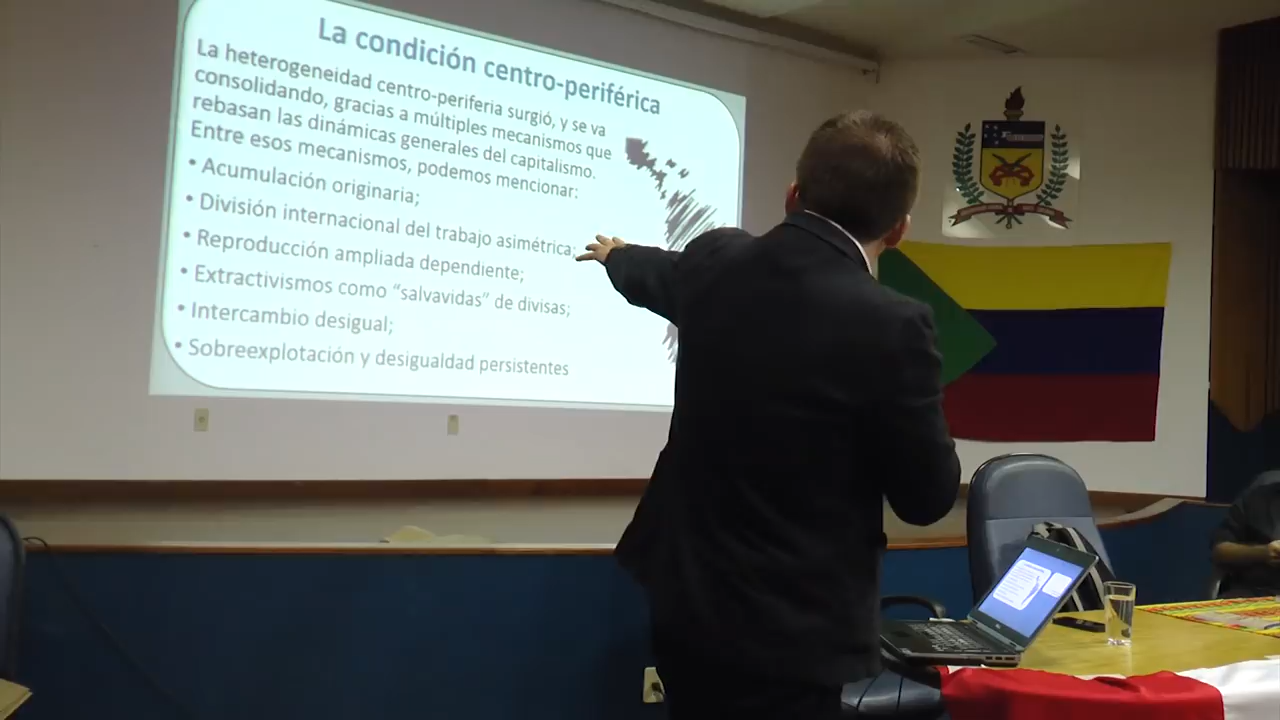 La condición centro-periférica
La heterogeneidad centro-periferia surgió, y se va
consolidando, gracias a múltiples mecanismos que
rebasan las dinámicas generales del capitalismo.
Entre esos mecanismos, podemos mencionar:
• Acumulación originaria;
• División internacional del trabajo asimétrica;
• Reproducción ampliada dependiente;
• Extractivismos como “salvavidas” de divisas;
• Intercambio desigual;
• Sobreexplotación y desigualdad persistentes